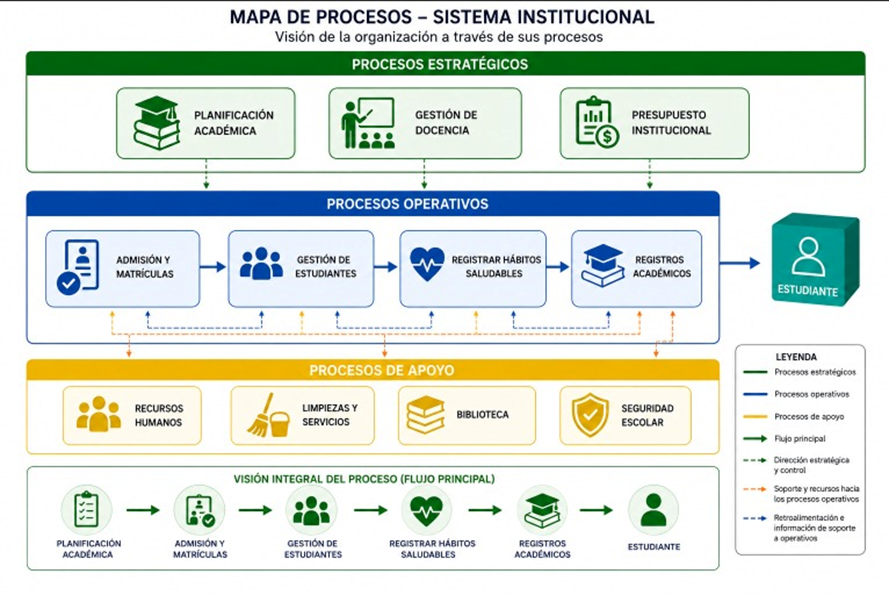 MAPA DE PROCESOS – SISTEMA INSTITUCIONAL
Visión de la organización a través de sus procesos
PROCESOS ESTRATÉGICOS
PLANIFICACIÓN
ACADÉMICA
GESTIÓN DE
DOCENCIA
PRESUPUESTO
INSTITUCIONAL
$
PROCESOS OPERATIVOS
ADMISIÓN Y
MATRÍCULAS
GESTIÓN DE
ESTUDIANTES
REGISTRAR HÁBITOS
SALUDABLES
REGISTROS
ACADÉMICOS
ESTUDIANTE
PROCESOS DE APOYO
RECURSOS
HUMANOS
LIMPIEZAS Y
SERVICIOS
BIBLIOTECA
SEGURIDAD
ESCOLAR
LEYENDA
Procesos estratégicos
Procesos operativos
Procesos de apoyo
Flujo principal
Dirección estratégica
y control
Soporte y recursos hacia
los procesos operativos
Retroalimentación e
información de soporte
a operativos
VISIÓN INTEGRAL DEL PROCESO (FLUJO PRINCIPAL)
PLANIFICACIÓN
ACADÉMICA
ADMISIÓN Y
MATRÍCULAS
GESTIÓN DE
ESTUDIANTES
REGISTRAR HÁBITOS
SALUDABLES
REGISTROS
ACADÉMICOS
ESTUDIANTE